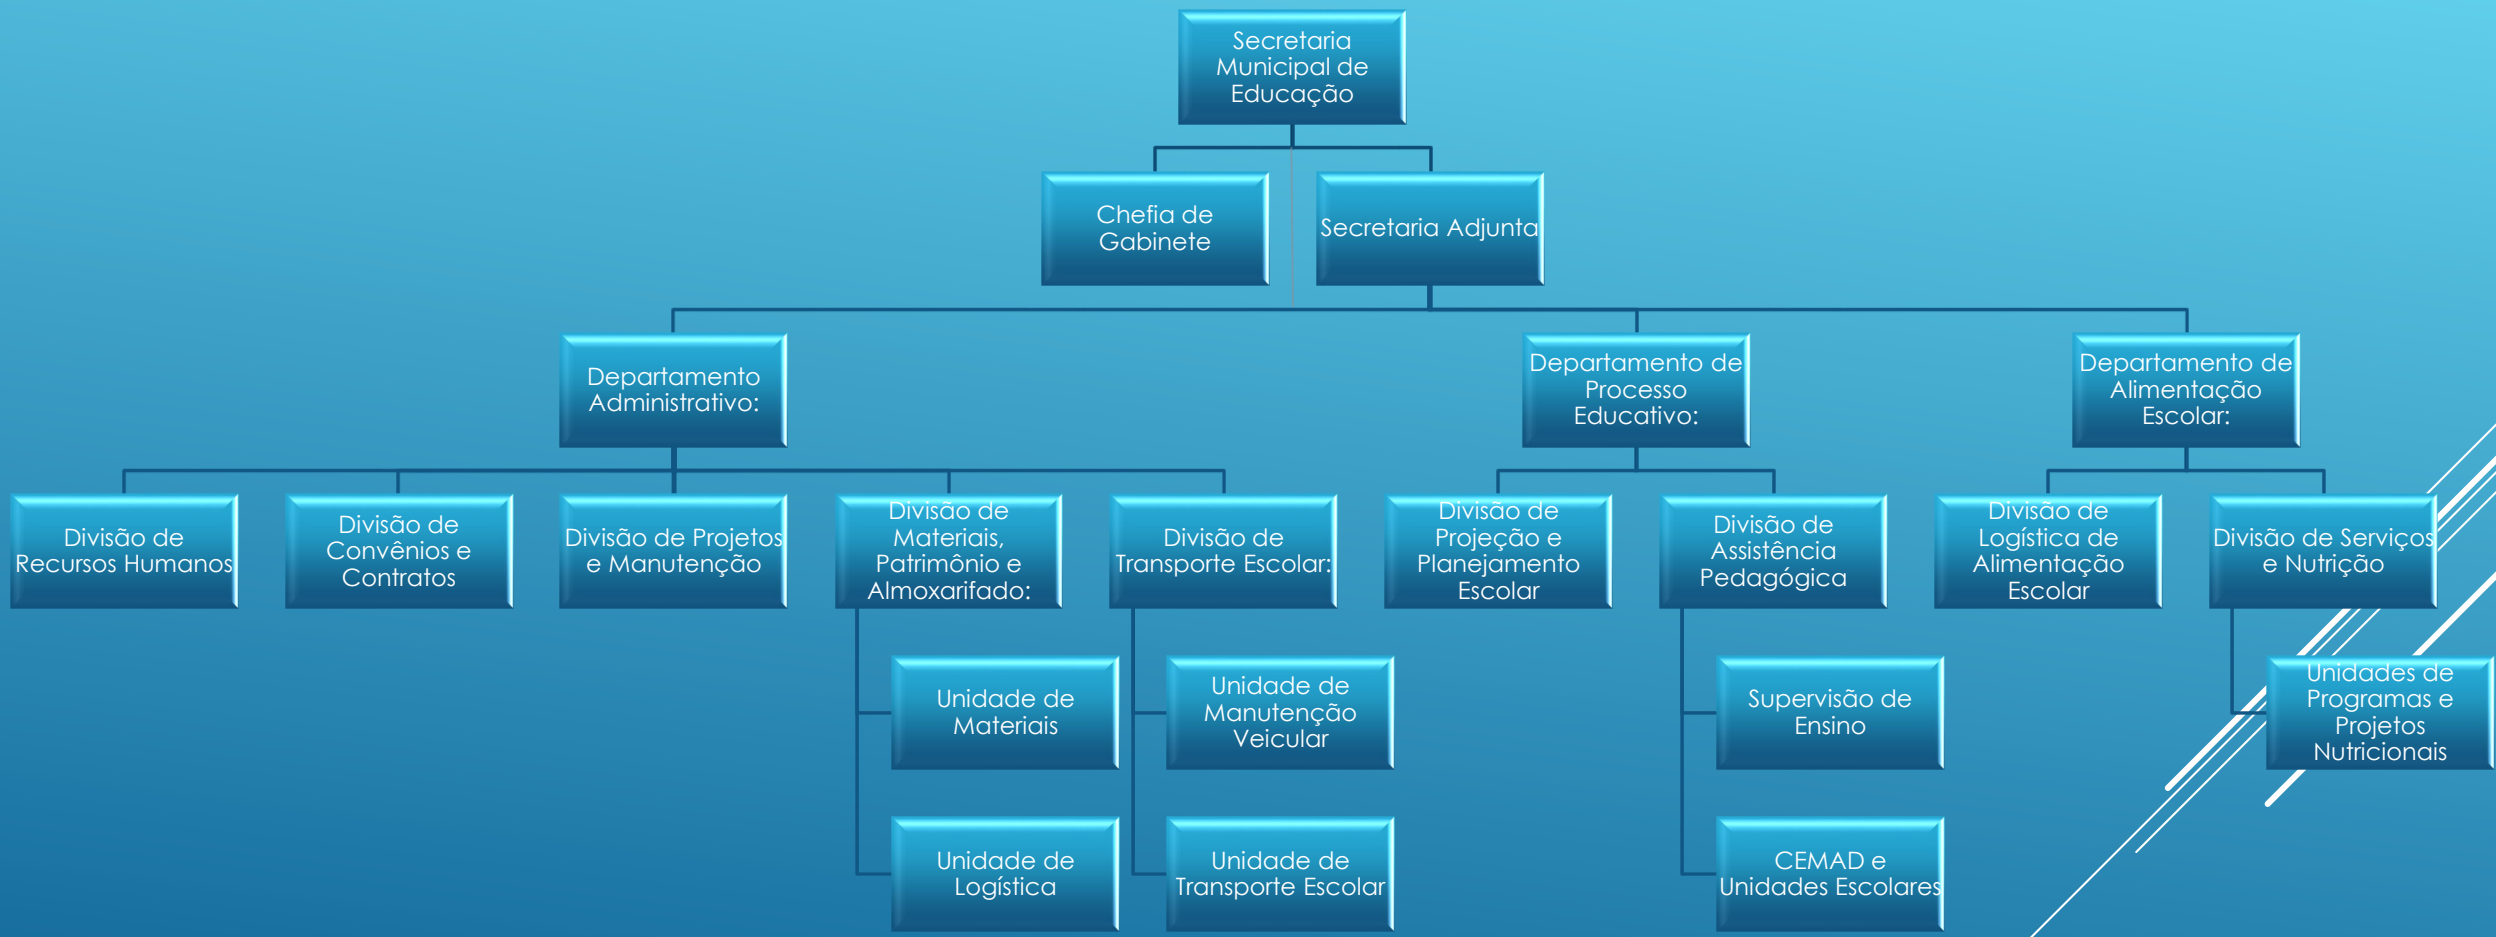 Secretaria
Municipal de
Educação
Chefia de
Gabinete
Secretaria Adjunta
Departamento
Administrativo:
Departamento de
Processo
Educativo:
Departamento de
Alimentação
Escolar:
Divisão de
Recursos Humanos
Divisão de
Convênios e
Contratos
Divisão de Projetos
e Manutenção
Divisão de
Materiais,
Patrimônio e
Almoxarifado:
Divisão de
Transporte Escolar:
Divisão de
Projeção e
Planejamento
Escolar
Divisão de
Assistência
Pedagógica
Divisão de
Logística de
Alimentação
Escolar
Divisão de Serviços
e Nutrição
Unidade de
Materiais
Unidade de
Manutenção
Veicular
Supervisão de
Ensino
Unidades de
Programas e
Projetos
Nutricionais
Unidade de
Logística
Unidade de
Transporte Escolar
CEMAD e
Unidades Escolares